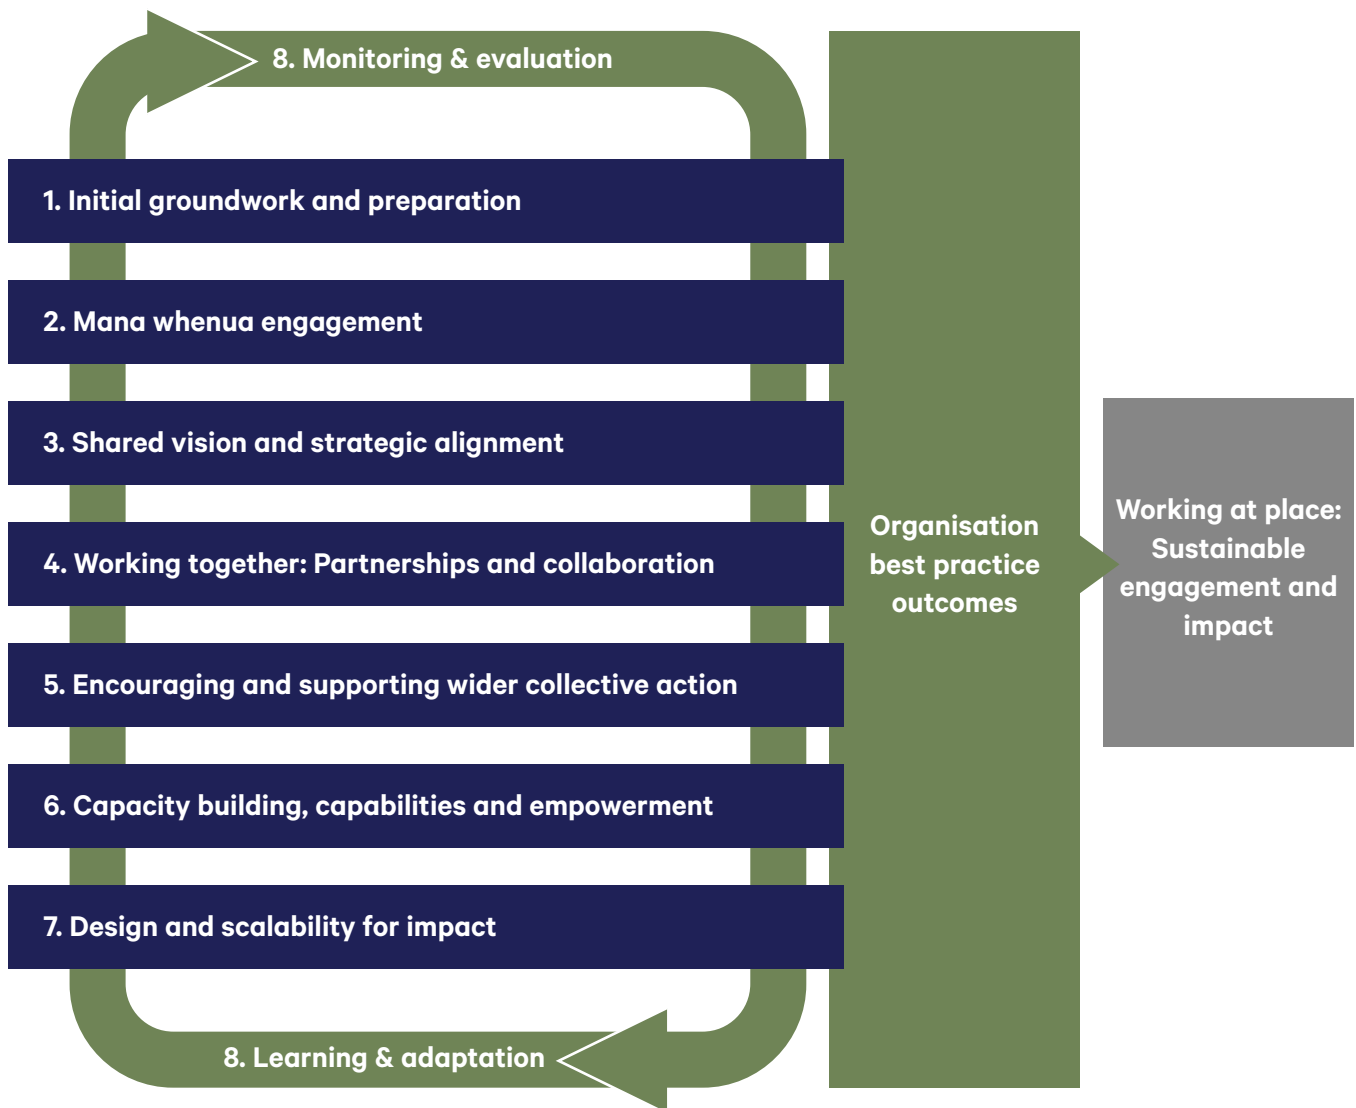 8. Monitoring & evaluation
1. Initial groundwork and preparation
2. Mana whenua engagement
3. Shared vision and strategic alignment
4. Working together: Partnerships and collaboration
5. Encouraging and supporting wider collective action
6. Capacity building, capabilities and empowerment
7. Design and scalability for impact
8. Learning & adaptation
Organisation
best practice
outcomes
Working at place:
Sustainable
engagement and
impact